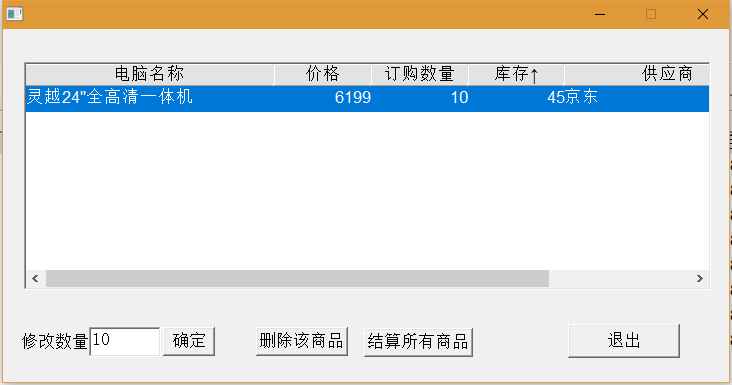 电脑名称 价格 订购数量 库存↑ 供应商
灵越24"全高清一体机 6199 10 45 京东
修改数量 10 确定 删除该商品 结算所有商品 退出